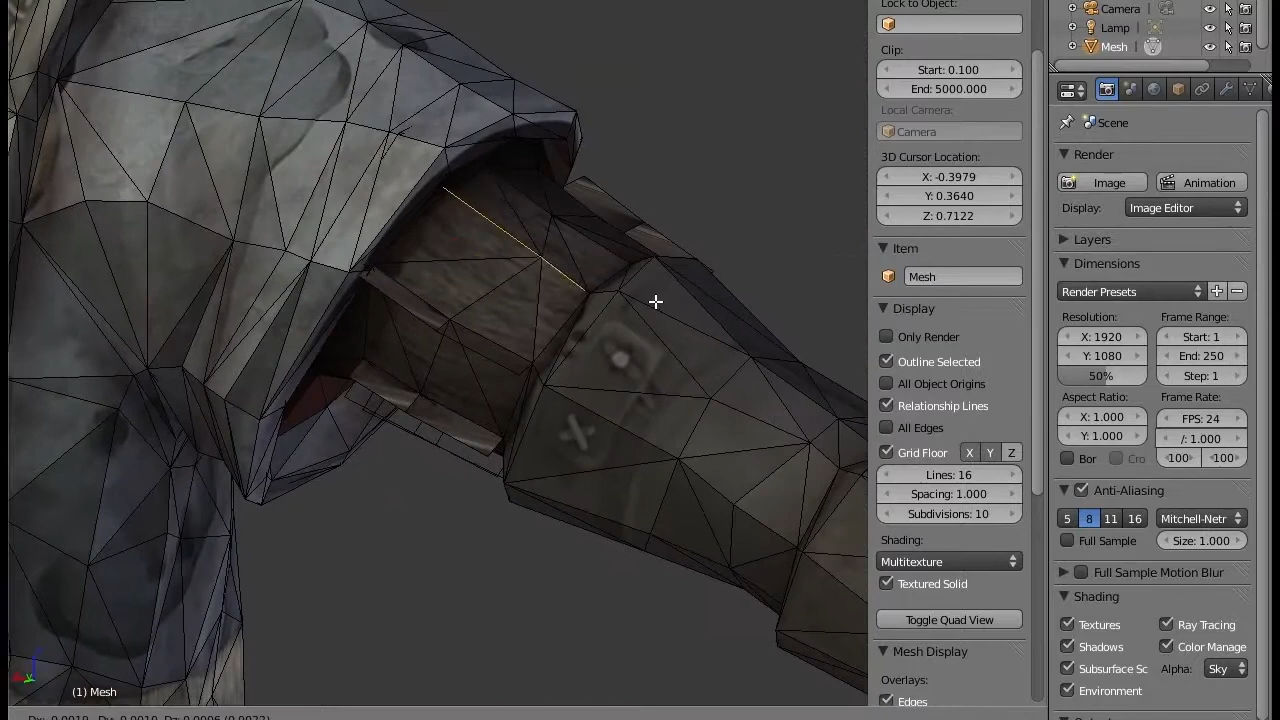 Lock to Object:
Clip:
Start: 0.100
End: 5000.000
Local Camera:
Camera
3D Cursor Location:
X: -0.3979
Y: 0.3640
Z: 0.7122
Item
Mesh
Display
Only Render
Outline Selected
All Object Origins
Relationship Lines
All Edges
Grid Floor X Y Z
Lines: 16
Spacing: 1.000
Subdivisions: 10
Shading:
Multitexture
Textured Solid
Toggle Quad View
Mesh Display
Overlays:
Edges
Camera
Lamp
Mesh
Scene
Render
Image Animation
Display: Image Editor
Layers
Dimensions
Render Presets
Resolution: Frame Range:
X: 1920 Start: 1
Y: 1080 End: 250
50% Step: 1
Aspect Ratio: Frame Rate:
X: 1.000 FPS: 24
Y: 1.000 /: 1.000
Bor Cro 100 100
Anti-Aliasing
5 8 11 16 Mitchell-Netr
Full Sample Size: 1.000
Full Sample Motion Blur
Shading
Textures Ray Tracing
Shadows Color Manage
Subsurface Sc Alpha: Sky
Environment
(1) Mesh